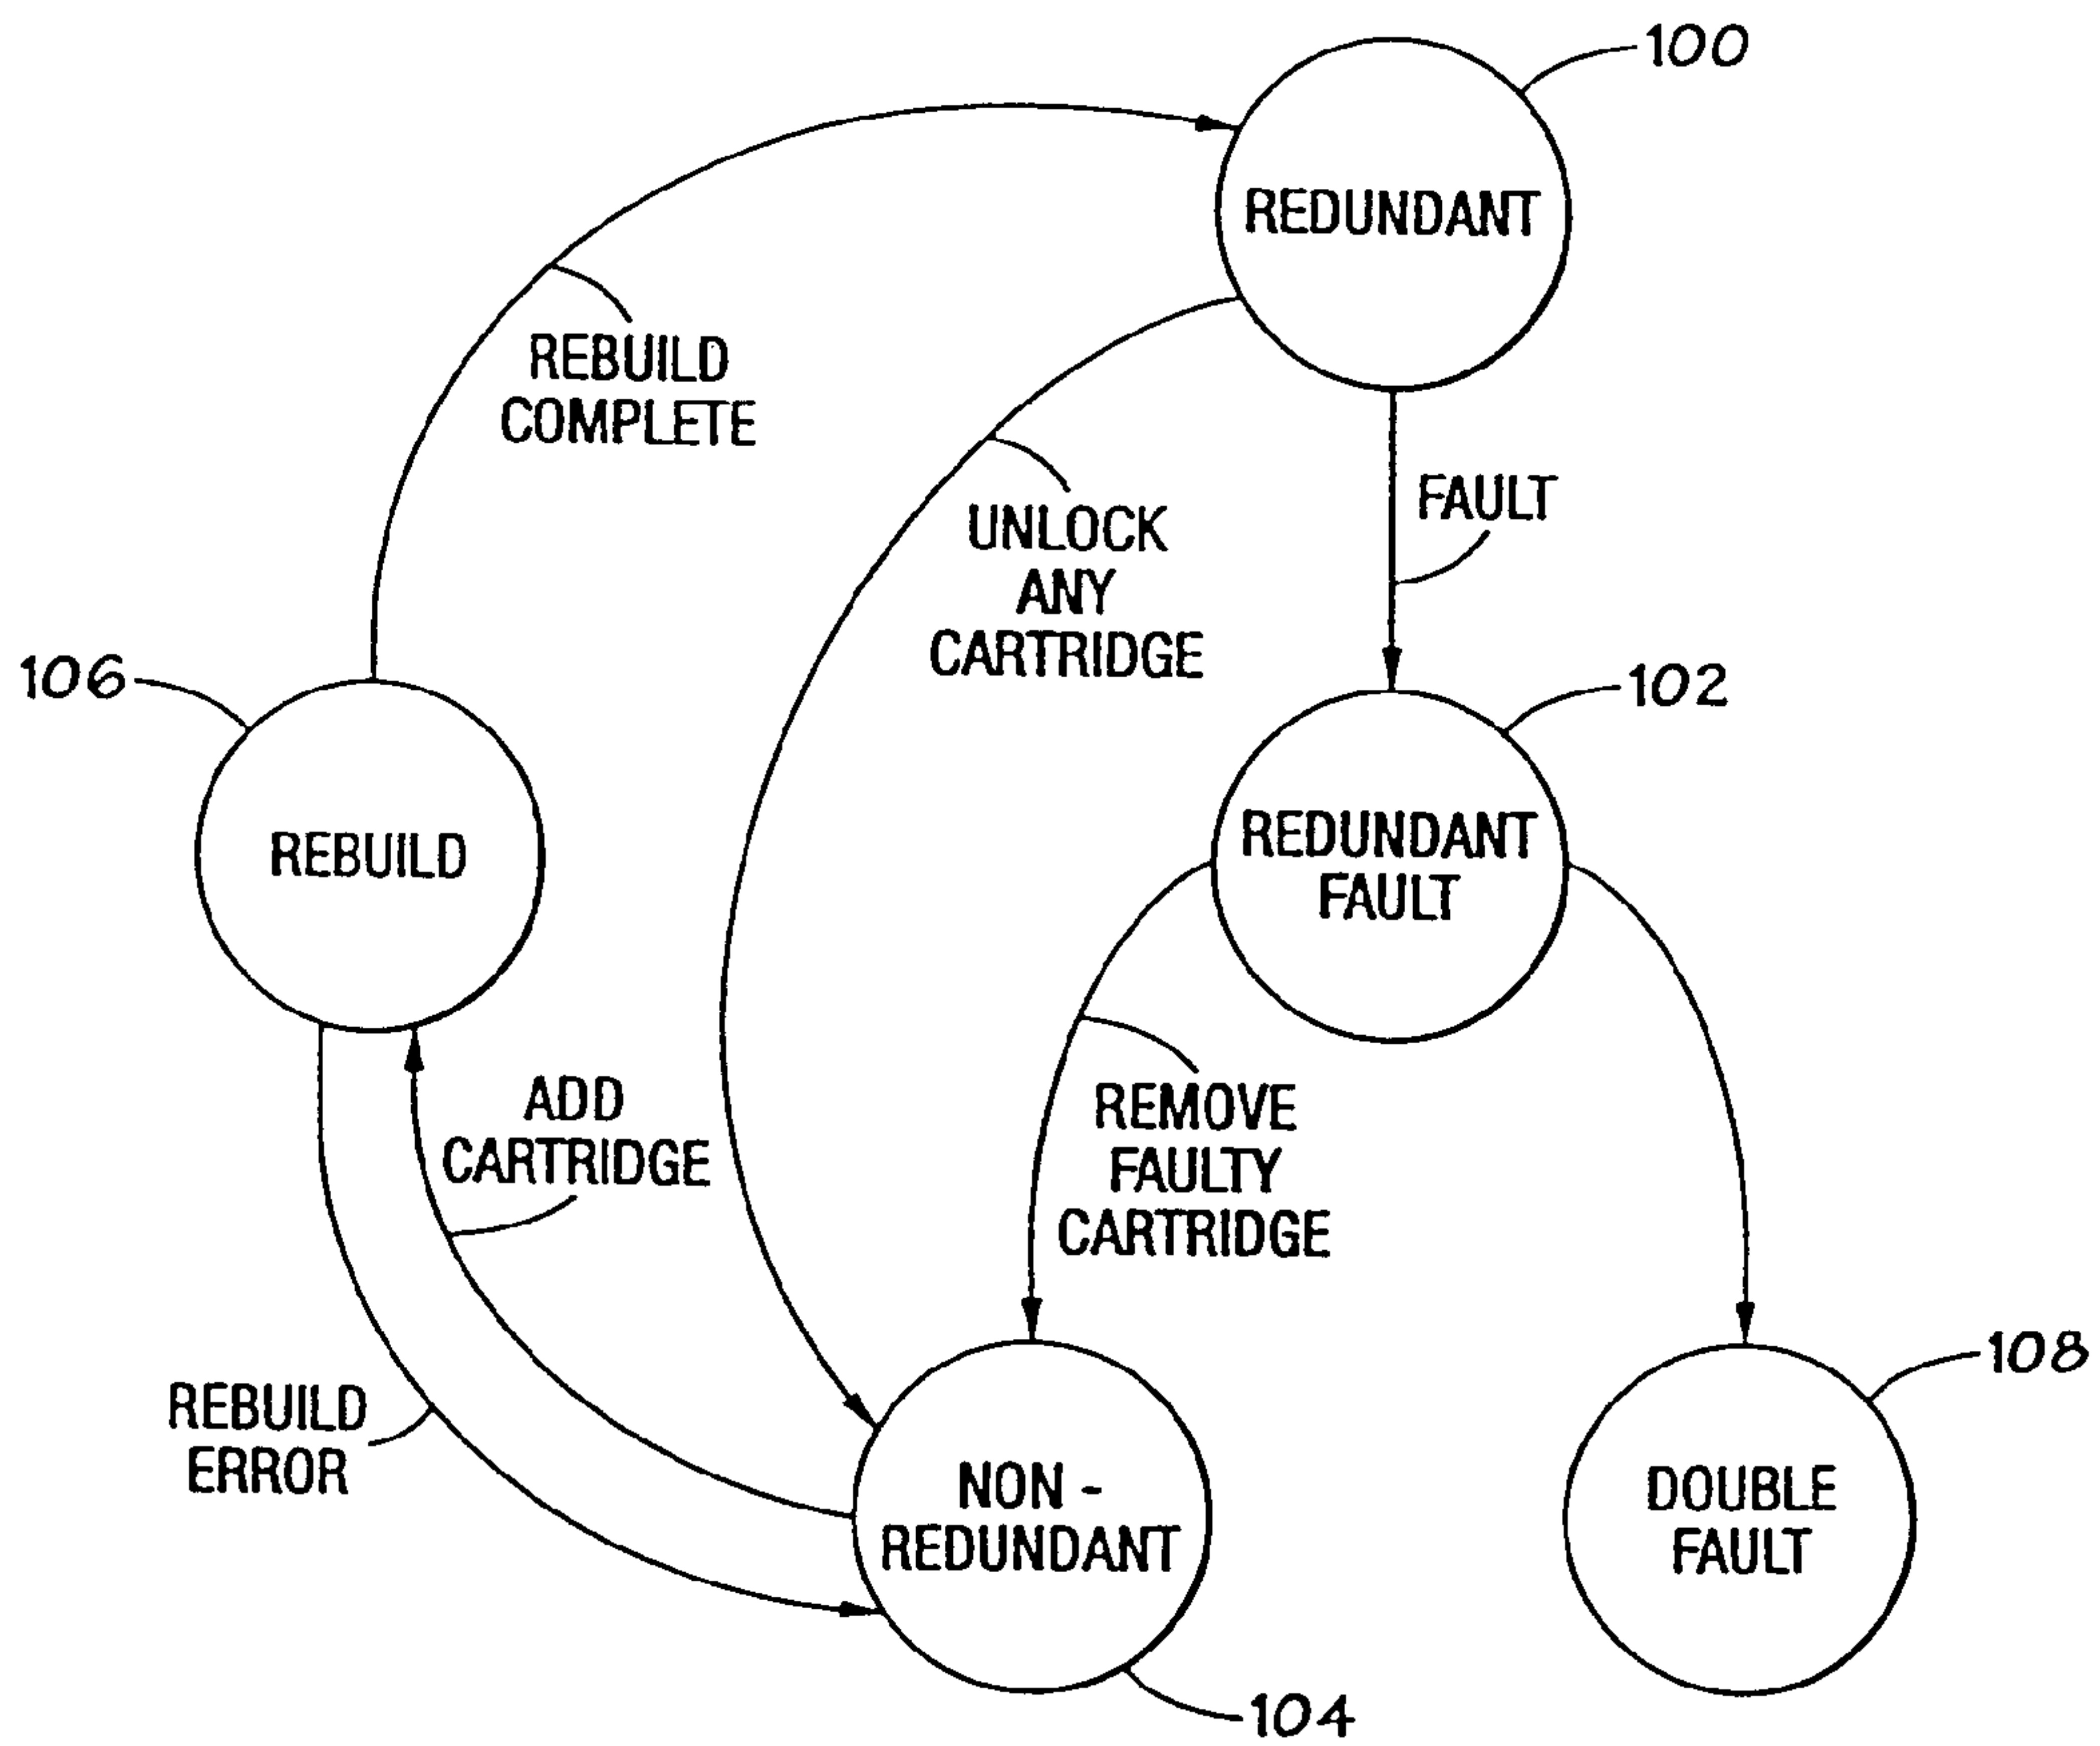 100
REDUNDANT
REBUILD
COMPLETE
UNLOCK
ANY
CARTRIDGE
FAULT
106
102
REBUILD
REDUNDANT
FAULT
ADD
CARTRIDGE
REMOVE
FAULTY
CARTRIDGE
REBUILD
ERROR
108
NON -
REDUNDANT
DOUBLE
FAULT
104